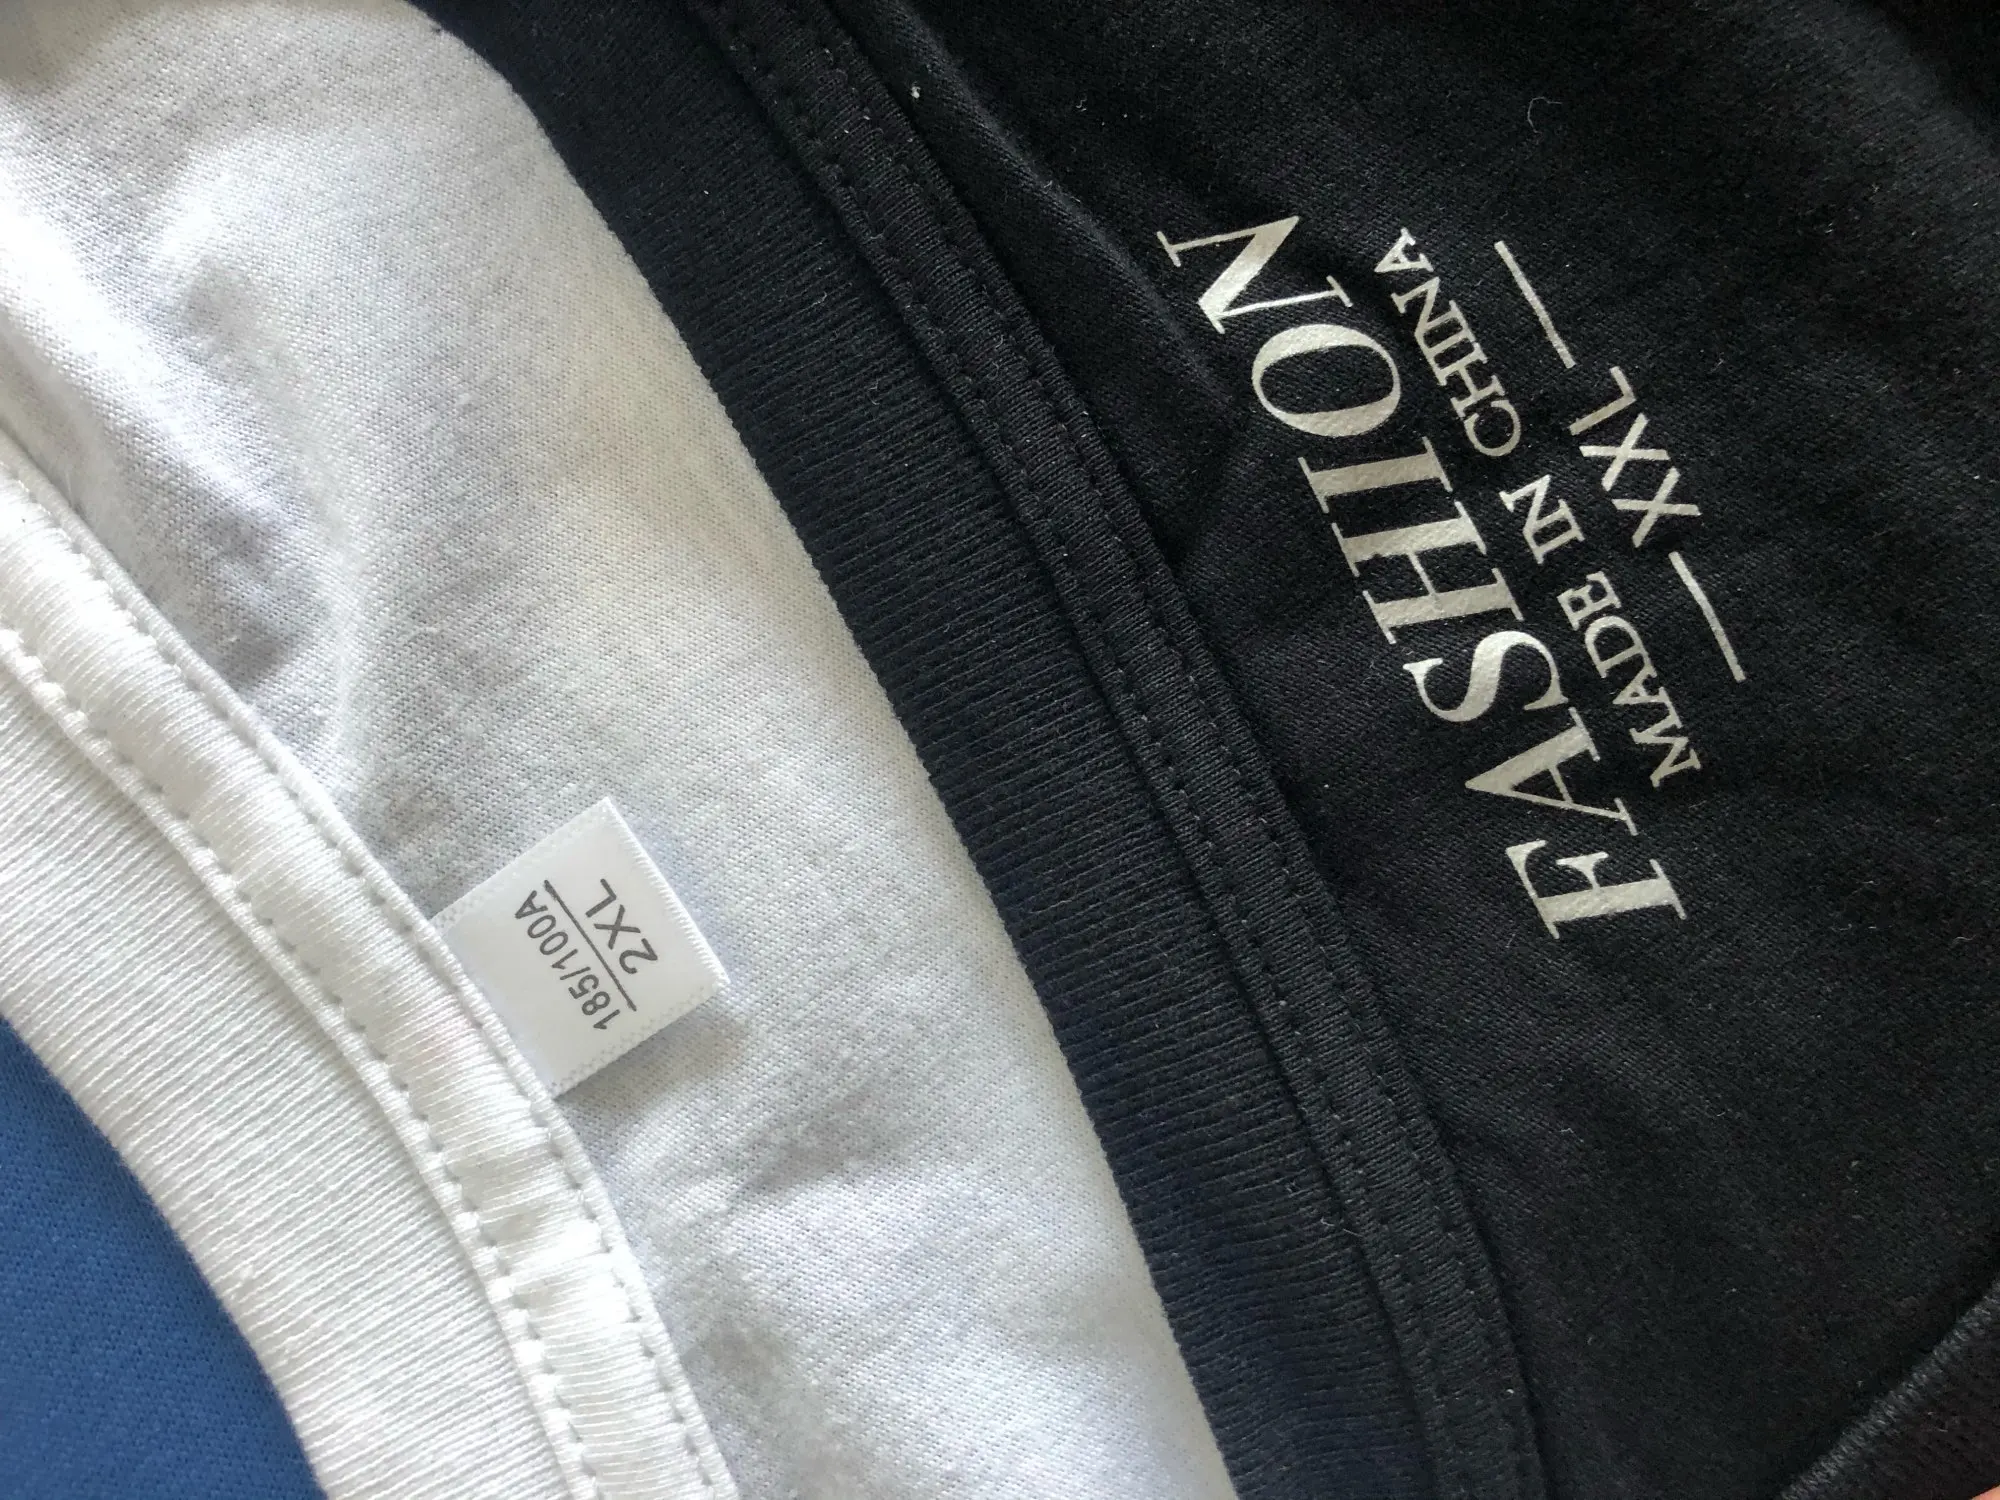 FASHION
MADE IN CHINA
— XXL —
185/100A
2XL